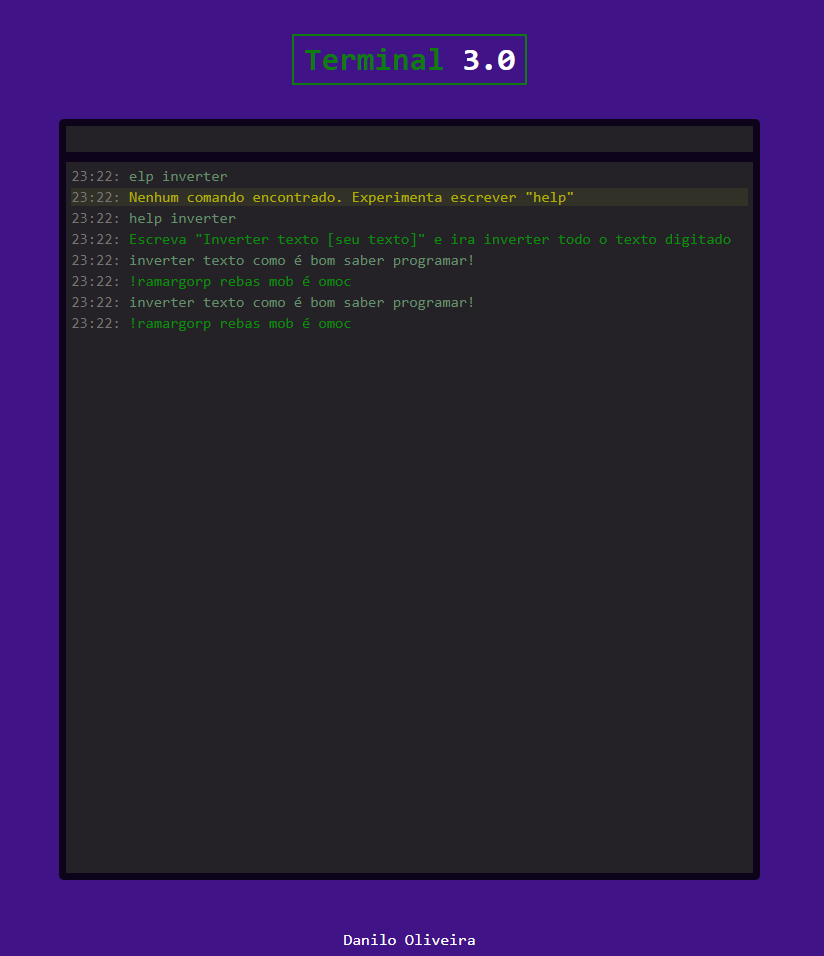 Terminal 3.0
23:22: elp inverter
23:22: Nenhum comando encontrado. Experimenta escrever "help"
23:22: help inverter
23:22: Escreva "Inverter texto [seu texto]" e ira inverter todo o texto digitado
23:22: inverter texto como é bom saber programar!
23:22: !ramargorp rebas mob é omoc
23:22: inverter texto como é bom saber programar!
23:22: !ramargorp rebas mob é omoc
Danilo Oliveira